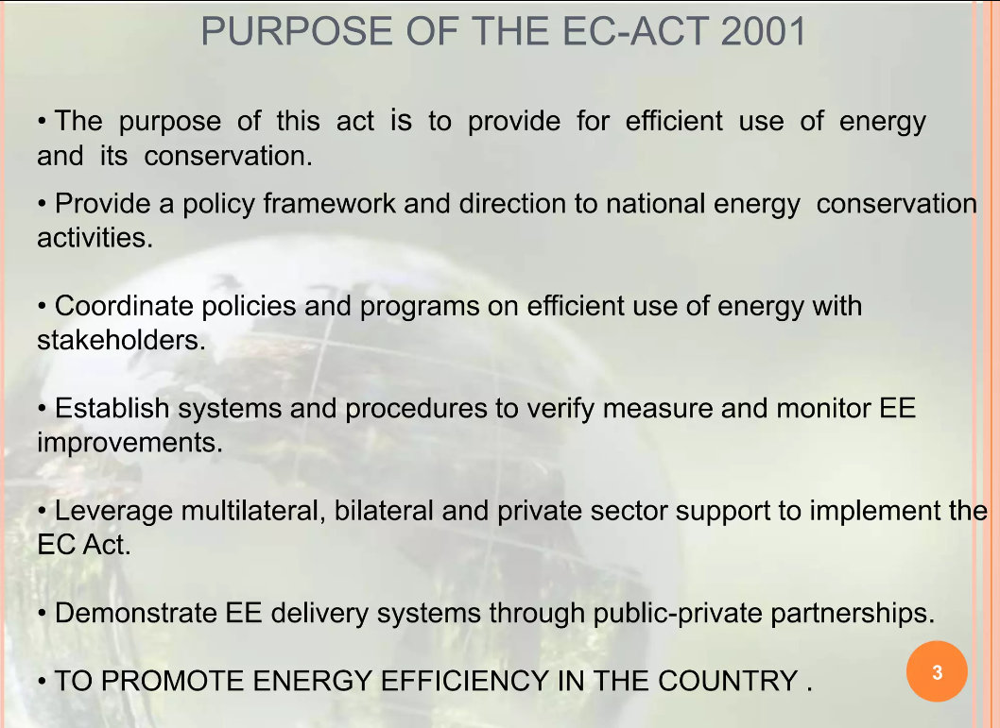 PURPOSE OF THE EC-ACT 2001
• The purpose of this act is to provide for efficient use of energy
and its conservation.
• Provide a policy framework and direction to national energy conservation
activities.
• Coordinate policies and programs on efficient use of energy with
stakeholders.
• Establish systems and procedures to verify measure and monitor EE
improvements.
• Leverage multilateral, bilateral and private sector support to implement the
EC Act.
• Demonstrate EE delivery systems through public-private partnerships.
• TO PROMOTE ENERGY EFFICIENCY IN THE COUNTRY .
3